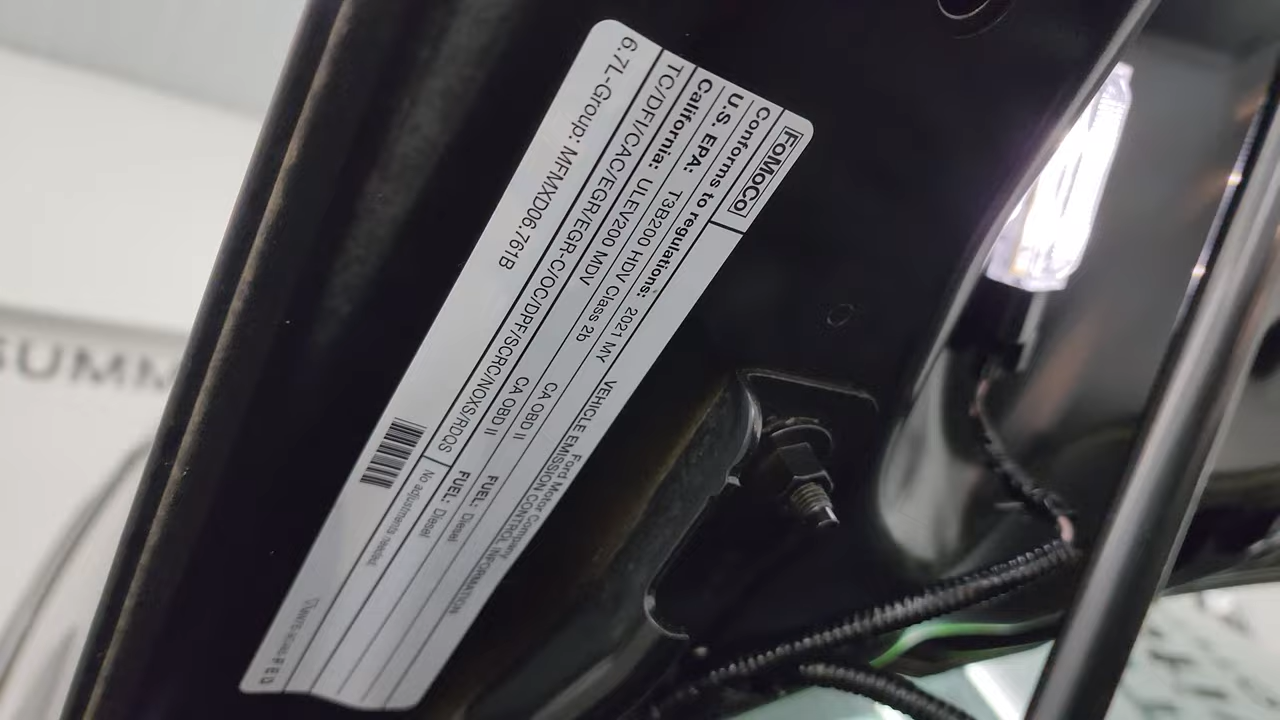 FoMoCo
Ford Motor Company
VEHICLE EMISSION CONTROL INFORMATION
Conforms to regulations: 2021 MY
U.S. EPA: T3B200 HDV Class 2b CA OBD II FUEL: Diesel
California: ULEV200 MDV CA OBD II FUEL: Diesel
TC/DFI/CAC/EGR/EGR-C/OC/DPF/SCRC/NOXS/RDQS No adjustments needed.
6.7L-Group: MFMXD06.761B
SUMM